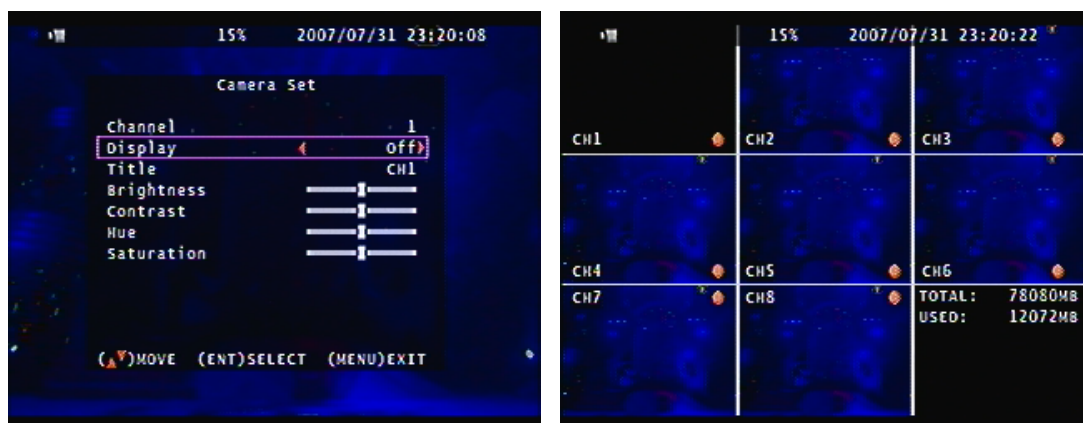 15% 2007/07/31 23:20:08
Camera Set
Channel 1
Display Off
Title CH1
Brightness
Contrast
Hue
Saturation
( )MOVE (ENT)SELECT (MENU)EXIT
15% 2007/07/31 23:20:22
CH1 CH2 CH3
CH4 CH5 CH6
CH7 CH8 TOTAL: 78080MB
USED: 12072MB